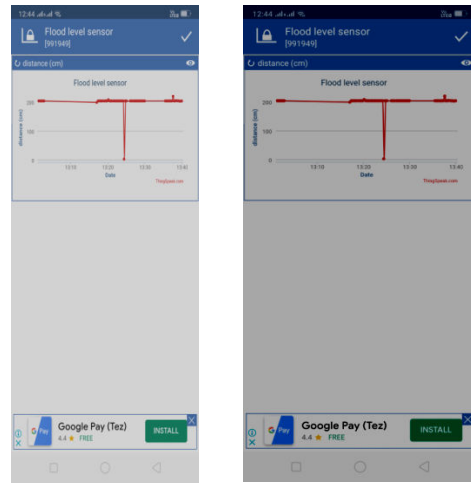 12:44
Flood level sensor
[991949]
distance (cm)
Flood level sensor
distance (cm)
200
100
0
13:10 13:20 13:30 13:40
Date
ThingSpeak.com
G Pay
Google Pay (Tez)
4.4 ★ FREE
INSTALL
12:44
Flood level sensor
[991949]
distance (cm)
Flood level sensor
distance (cm)
200
100
0
13:10 13:20 13:30 13:40
Date
ThingSpeak.com
G Pay
Google Pay (Tez)
4.4 ★ FREE
INSTALL